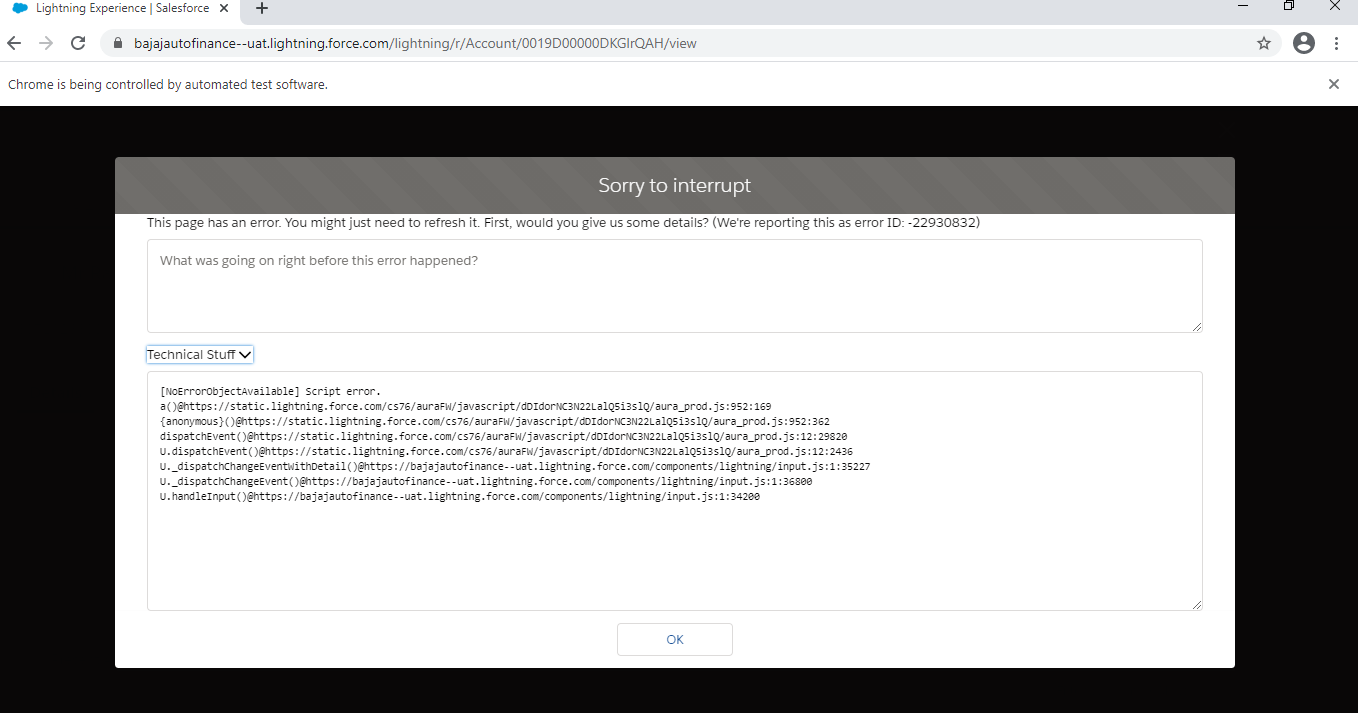 Lightning Experience | Salesforce
bajajautofinance--uat.lightning.force.com/lightning/r/Account/0019D00000DKGIrQAH/view
Chrome is being controlled by automated test software.
Sorry to interrupt
This page has an error. You might just need to refresh it. First, would you give us some details? (We're reporting this as error ID: -22930832)
What was going on right before this error happened?
Technical Stuff
[NoErrorObjectAvailable] Script error.
a()@https://static.lightning.force.com/cs76/auraFW/javascript/dDIdorNC3N22LalQ5i3slQ/aura_prod.js:952:169
{anonymous}()@https://static.lightning.force.com/cs76/auraFW/javascript/dDIdorNC3N22LalQ5i3slQ/aura_prod.js:952:362
dispatchEvent()@https://static.lightning.force.com/cs76/auraFW/javascript/dDIdorNC3N22LalQ5i3slQ/aura_prod.js:12:29820
U.dispatchEvent()@https://static.lightning.force.com/cs76/auraFW/javascript/dDIdorNC3N22LalQ5i3slQ/aura_prod.js:12:2436
U._dispatchChangeEventWithDetail()@https://bajajautofinance--uat.lightning.force.com/components/lightning/input.js:1:35227
U._dispatchChangeEvent()@https://bajajautofinance--uat.lightning.force.com/components/lightning/input.js:1:36800
U.handleInput()@https://bajajautofinance--uat.lightning.force.com/components/lightning/input.js:1:34200
OK